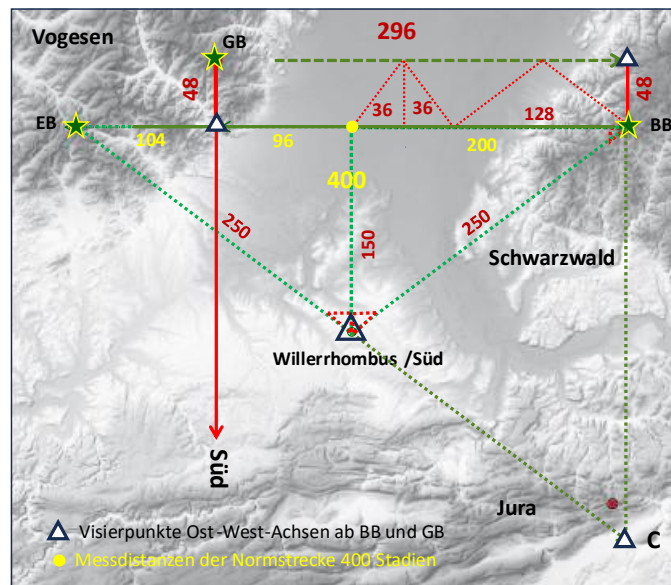 Vogesen
GB
296
48
48
36
36
128
EB
BB
104
96
200
400
250
150
250
Schwarzwald
Willerrhombus /Süd
Süd
Jura
Visierpunkte Ost-West-Achsen ab BB und GB
C
Messdistanzen der Normstrecke 400 Stadien